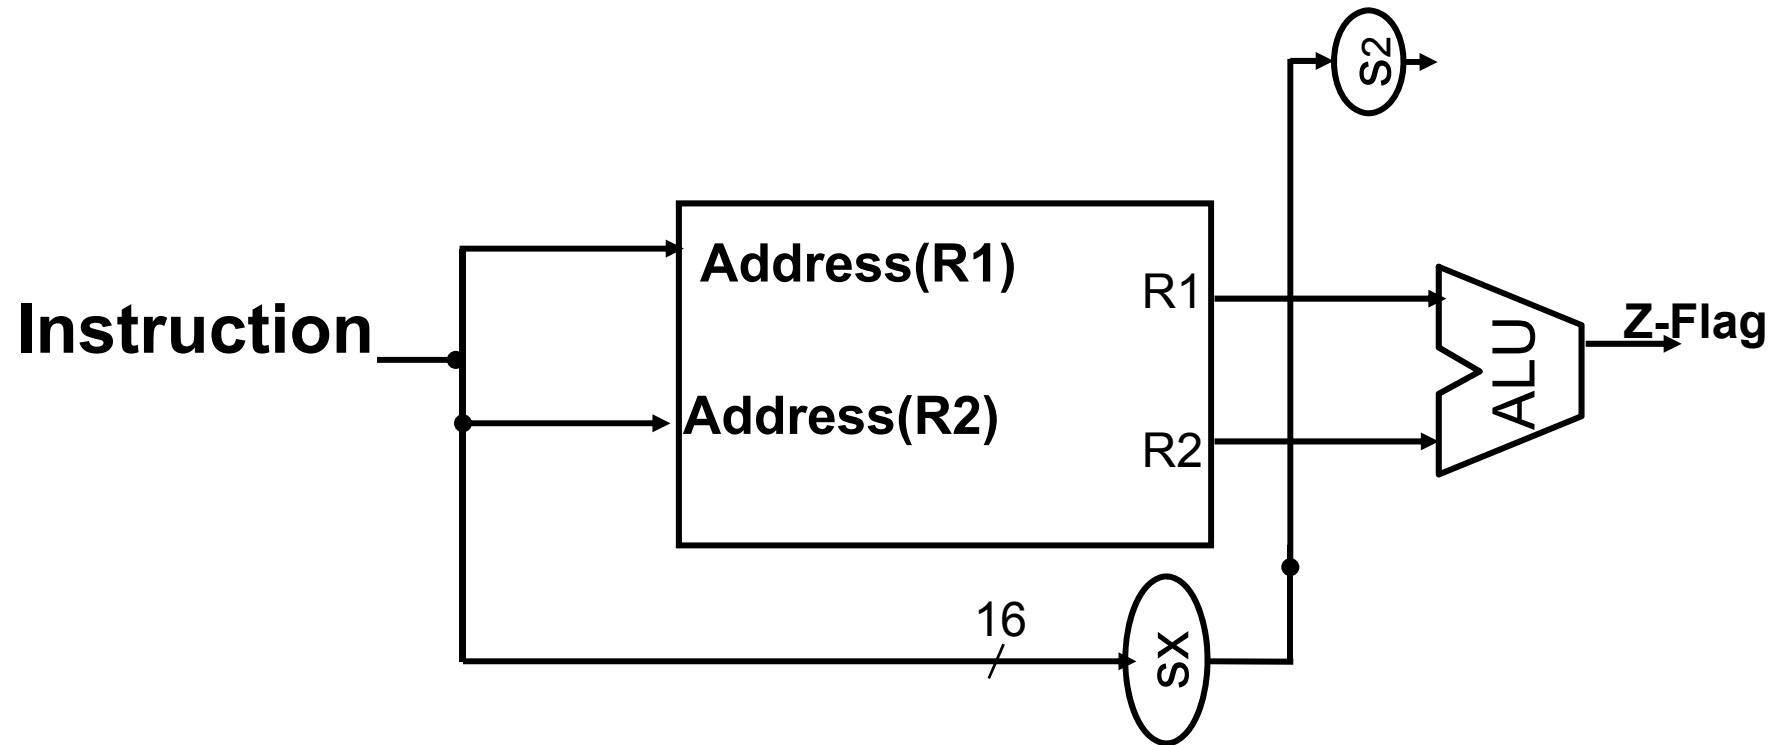 s2
Address(R1)
R1
Instruction
Z-Flag
ALU
Address(R2)
R2
16
sx